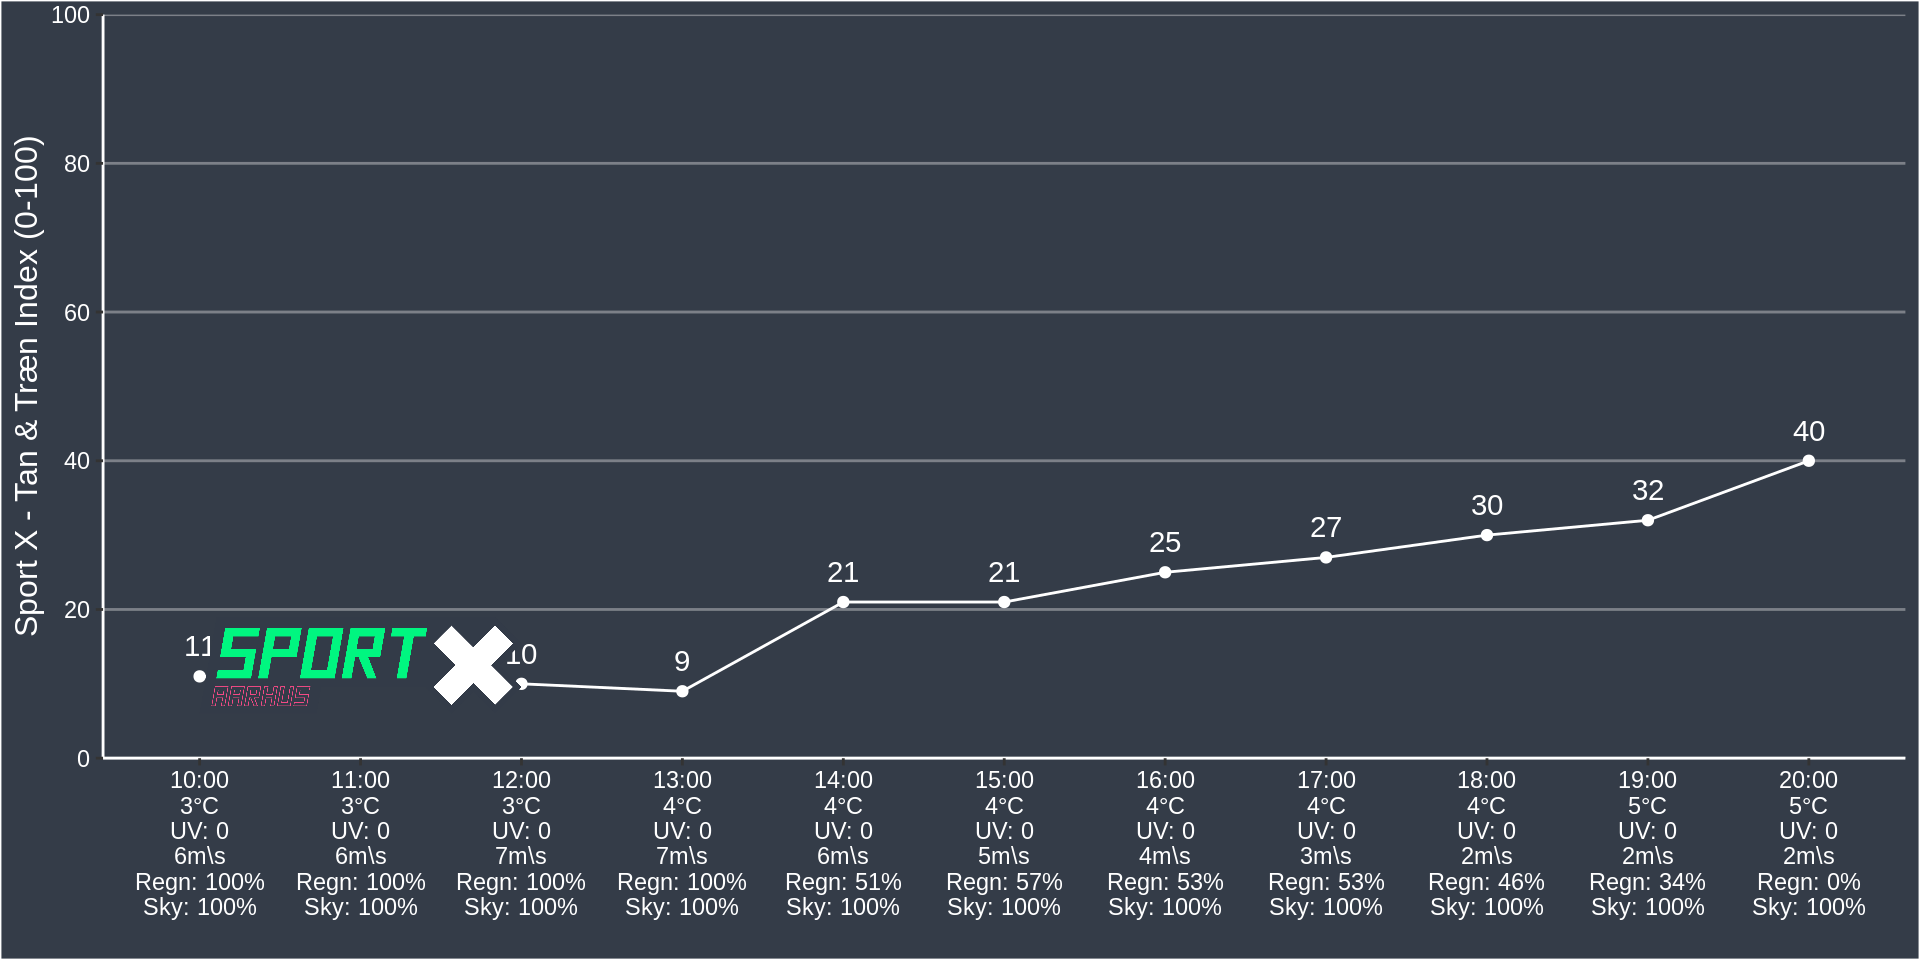 Sport X - Tan & Træn Index (0-100)
100
80
60
40
20
0
11
10
9
21
21
25
27
30
32
40
SPORT X
AARHUS
10:00 11:00 12:00 13:00 14:00 15:00 16:00 17:00 18:00 19:00 20:00
3°C 3°C 3°C 4°C 4°C 4°C 4°C 4°C 4°C 5°C 5°C
UV: 0 UV: 0 UV: 0 UV: 0 UV: 0 UV: 0 UV: 0 UV: 0 UV: 0 UV: 0 UV: 0
6m\s 6m\s 7m\s 7m\s 6m\s 5m\s 4m\s 3m\s 2m\s 2m\s 2m\s
Regn: 100% Regn: 100% Regn: 100% Regn: 100% Regn: 51% Regn: 57% Regn: 53% Regn: 53% Regn: 46% Regn: 34% Regn: 0%
Sky: 100% Sky: 100% Sky: 100% Sky: 100% Sky: 100% Sky: 100% Sky: 100% Sky: 100% Sky: 100% Sky: 100% Sky: 100%